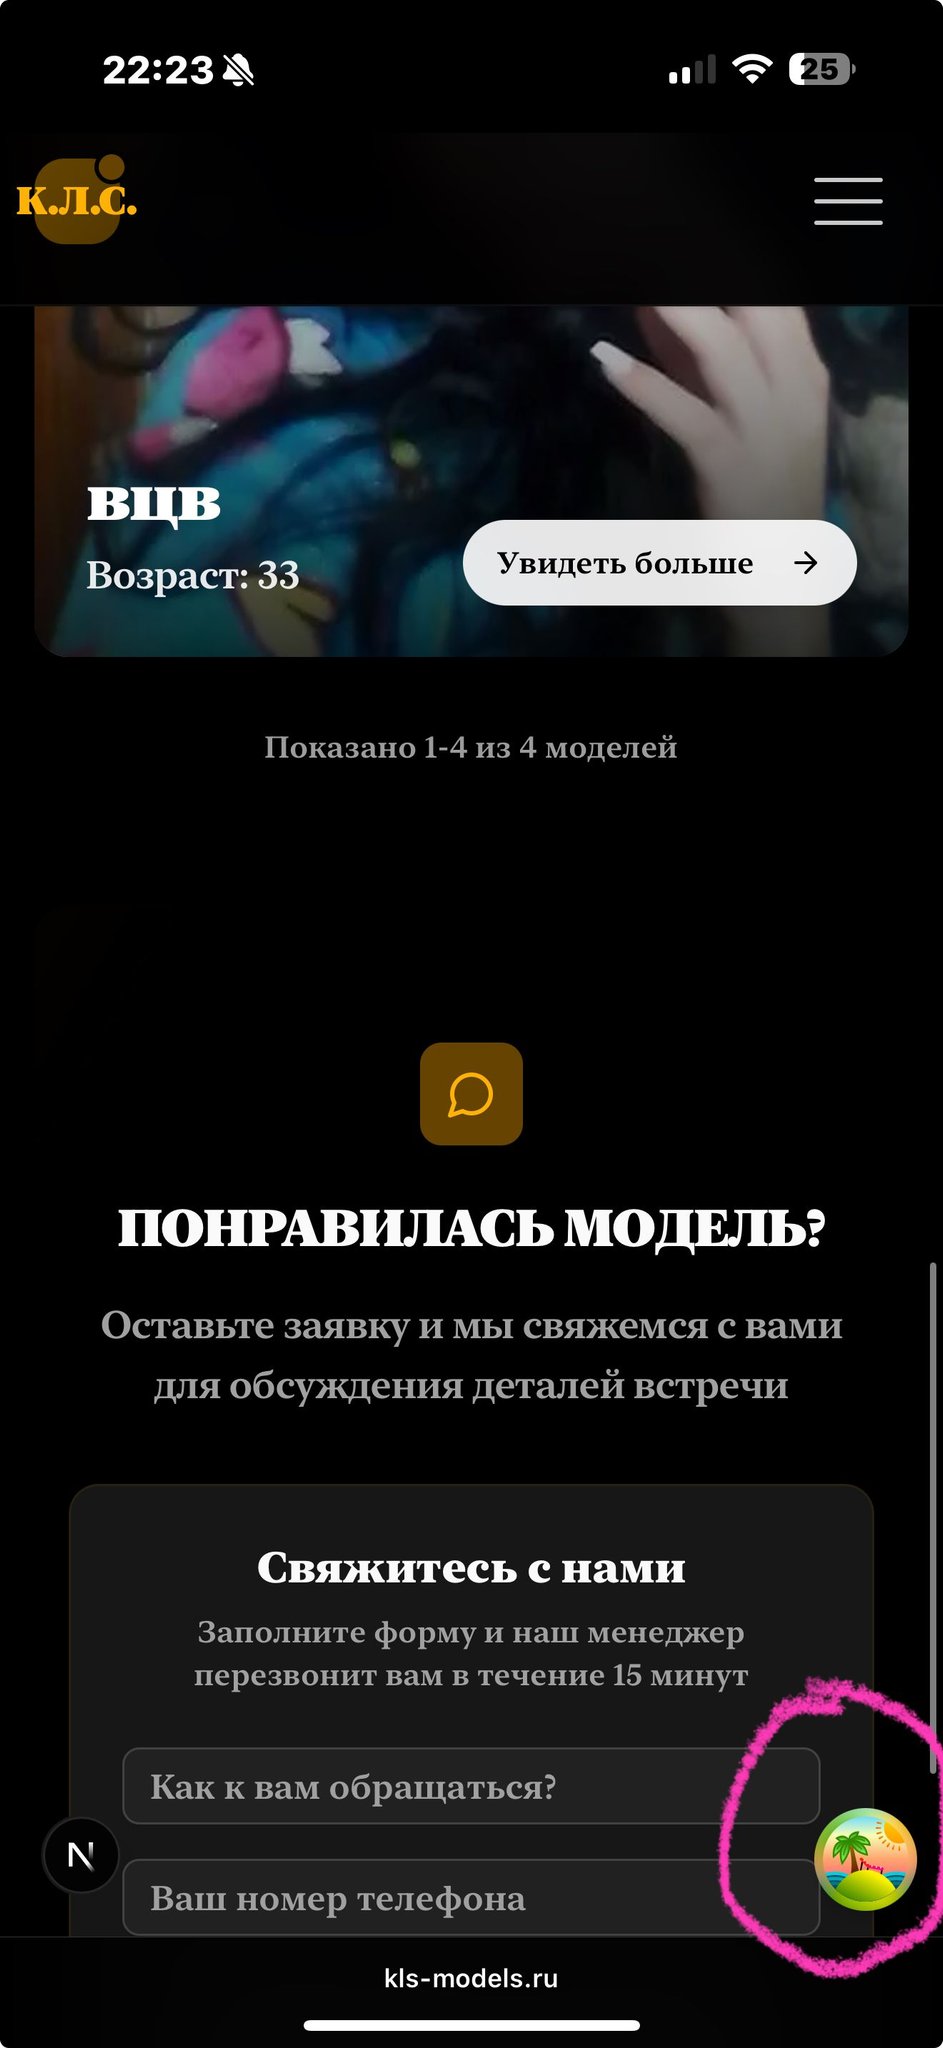 22:23
25
К.Л.С.
вцв
Возраст: 33
Увидеть больше
Показано 1-4 из 4 моделей
ПОНРАВИЛАСЬ МОДЕЛЬ?
Оставьте заявку и мы свяжемся с вами
для обсуждения деталей встречи
Свяжитесь с нами
Заполните форму и наш менеджер
перезвонит вам в течение 15 минут
Как к вам обращаться?
N
Ваш номер телефона
kls-models.ru